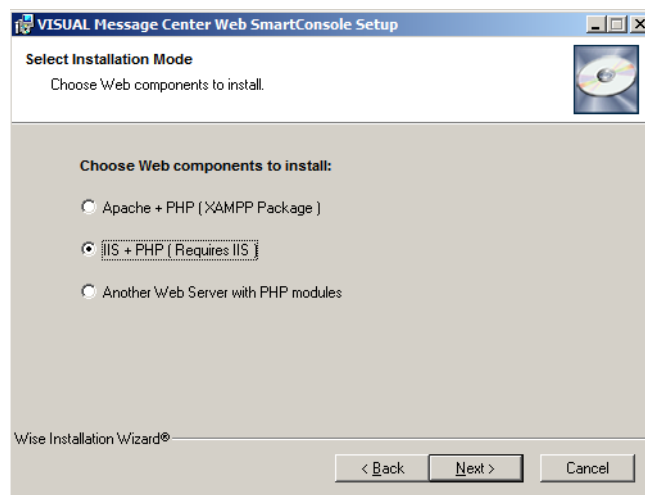 VISUAL Message Center Web SmartConsole Setup
Select Installation Mode
Choose Web components to install.
Choose Web components to install:
Apache + PHP ( XAMPP Package )
IIS + PHP ( Requires IIS )
Another Web Server with PHP modules
Wise Installation Wizard®
< Back Next > Cancel